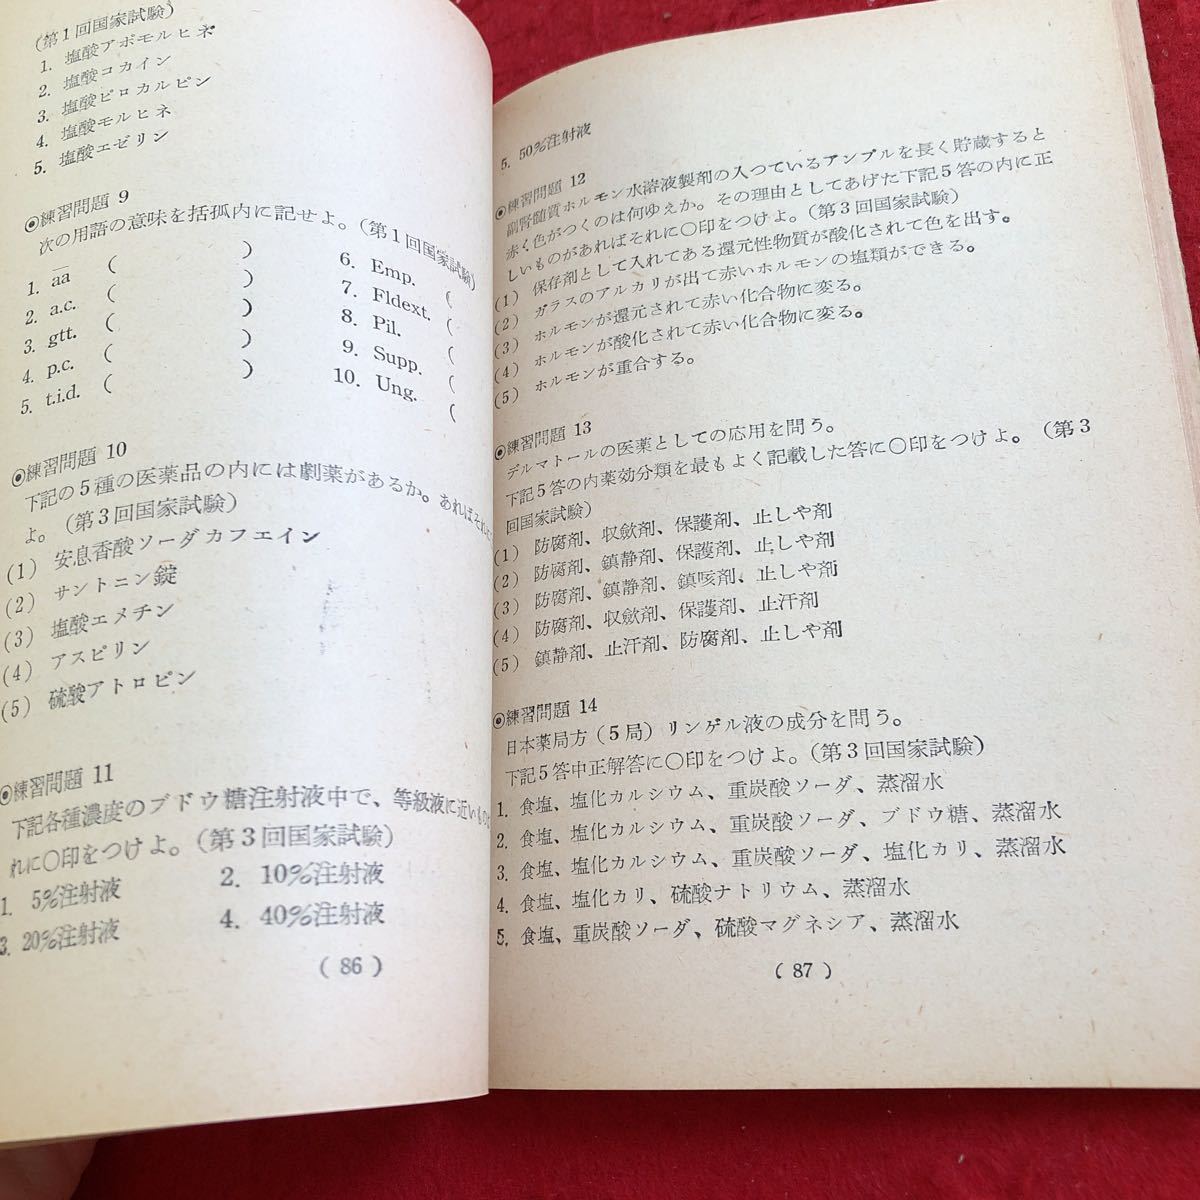 (第1回国家試験)
1. 塩酸アポモルヒネ
2. 塩酸コカイン
3. 塩酸ピロカルピン
4. 塩酸モルヒネ
5. 塩酸エゼリン
◉練習問題 9
次の用語の意味を括孤内に記せよ。(第1回国家試験)
1. aa ( )
2. a.c. ( )
3. gtt. ( )
4. p.c. ( )
5. t.i.d. ( )
6. Emp. (
7. Fldext. (
8. Pil. (
9. Supp. (
10. Ung. (
◉練習問題 10
下記の5種の医薬品の内には劇薬があるか。あればそれに
よ。(第3回国家試験)
(1) 安息香酸ソーダカフエイン
(2) サントニン錠
(3) 塩酸エメチン
(4) アスピリン
(5) 硫酸アトロピン
◉練習問題 11
下記各種濃度のブドウ糖注射液中で、等級液に近いもの
れに〇印をつけよ。(第3回国家試験)
1. 5%注射液
2. 10%注射液
3. 20%注射液
4. 40%注射液
(86)
5. 50%注射液
◉練習問題 12
副腎髄質ホルモン水溶液製剤の入つているアンプルを長く貯蔵すると
赤く色がつくのは何ゆえか。その理由としてあげた下記5答の内に正
しいものがあればそれに〇印をつけよ。(第3回国家試験)
(1) 保存剤として入れてある還元性物質が酸化されて色を出す。
(2) ガラスのアルカリが出て赤いホルモンの塩類ができる。
(3) ホルモンが還元されて赤い化合物に変る。
(4) ホルモンが酸化されて赤い化合物に変る。
(5) ホルモンが重合する。
◉練習問題 13
デルマトールの医薬としての応用を問う。
下記5答の内薬効分類を最もよく記載した答に〇印をつけよ。(第3
回国家試験)
(1) 防腐剤、収斂剤、保護剤、止しや剤
(2) 防腐剤、鎮静剤、保護剤、止しや剤
(3) 防腐剤、鎮静剤、鎮咳剤、止しや剤
(4) 防腐剤、収斂剤、保護剤、止汗剤
(5) 鎮静剤、止汗剤、防腐剤、止しや剤
◉練習問題 14
日本薬局方(5局)リンゲル液の成分を問う。
下記5答中正解答に〇印をつけよ。(第3回国家試験)
1. 食塩、塩化カルシウム、重炭酸ソーダ、蒸溜水
2. 食塩、塩化カルシウム、重炭酸ソーダ、ブドウ糖、蒸溜水
3. 食塩、塩化カルシウム、重炭酸ソーダ、塩化カリ、蒸溜水
4. 食塩、塩化カリ、硫酸ナトリウム、蒸溜水
5. 食塩、重炭酸ソーダ、硫酸マグネシア、蒸溜水
(87)